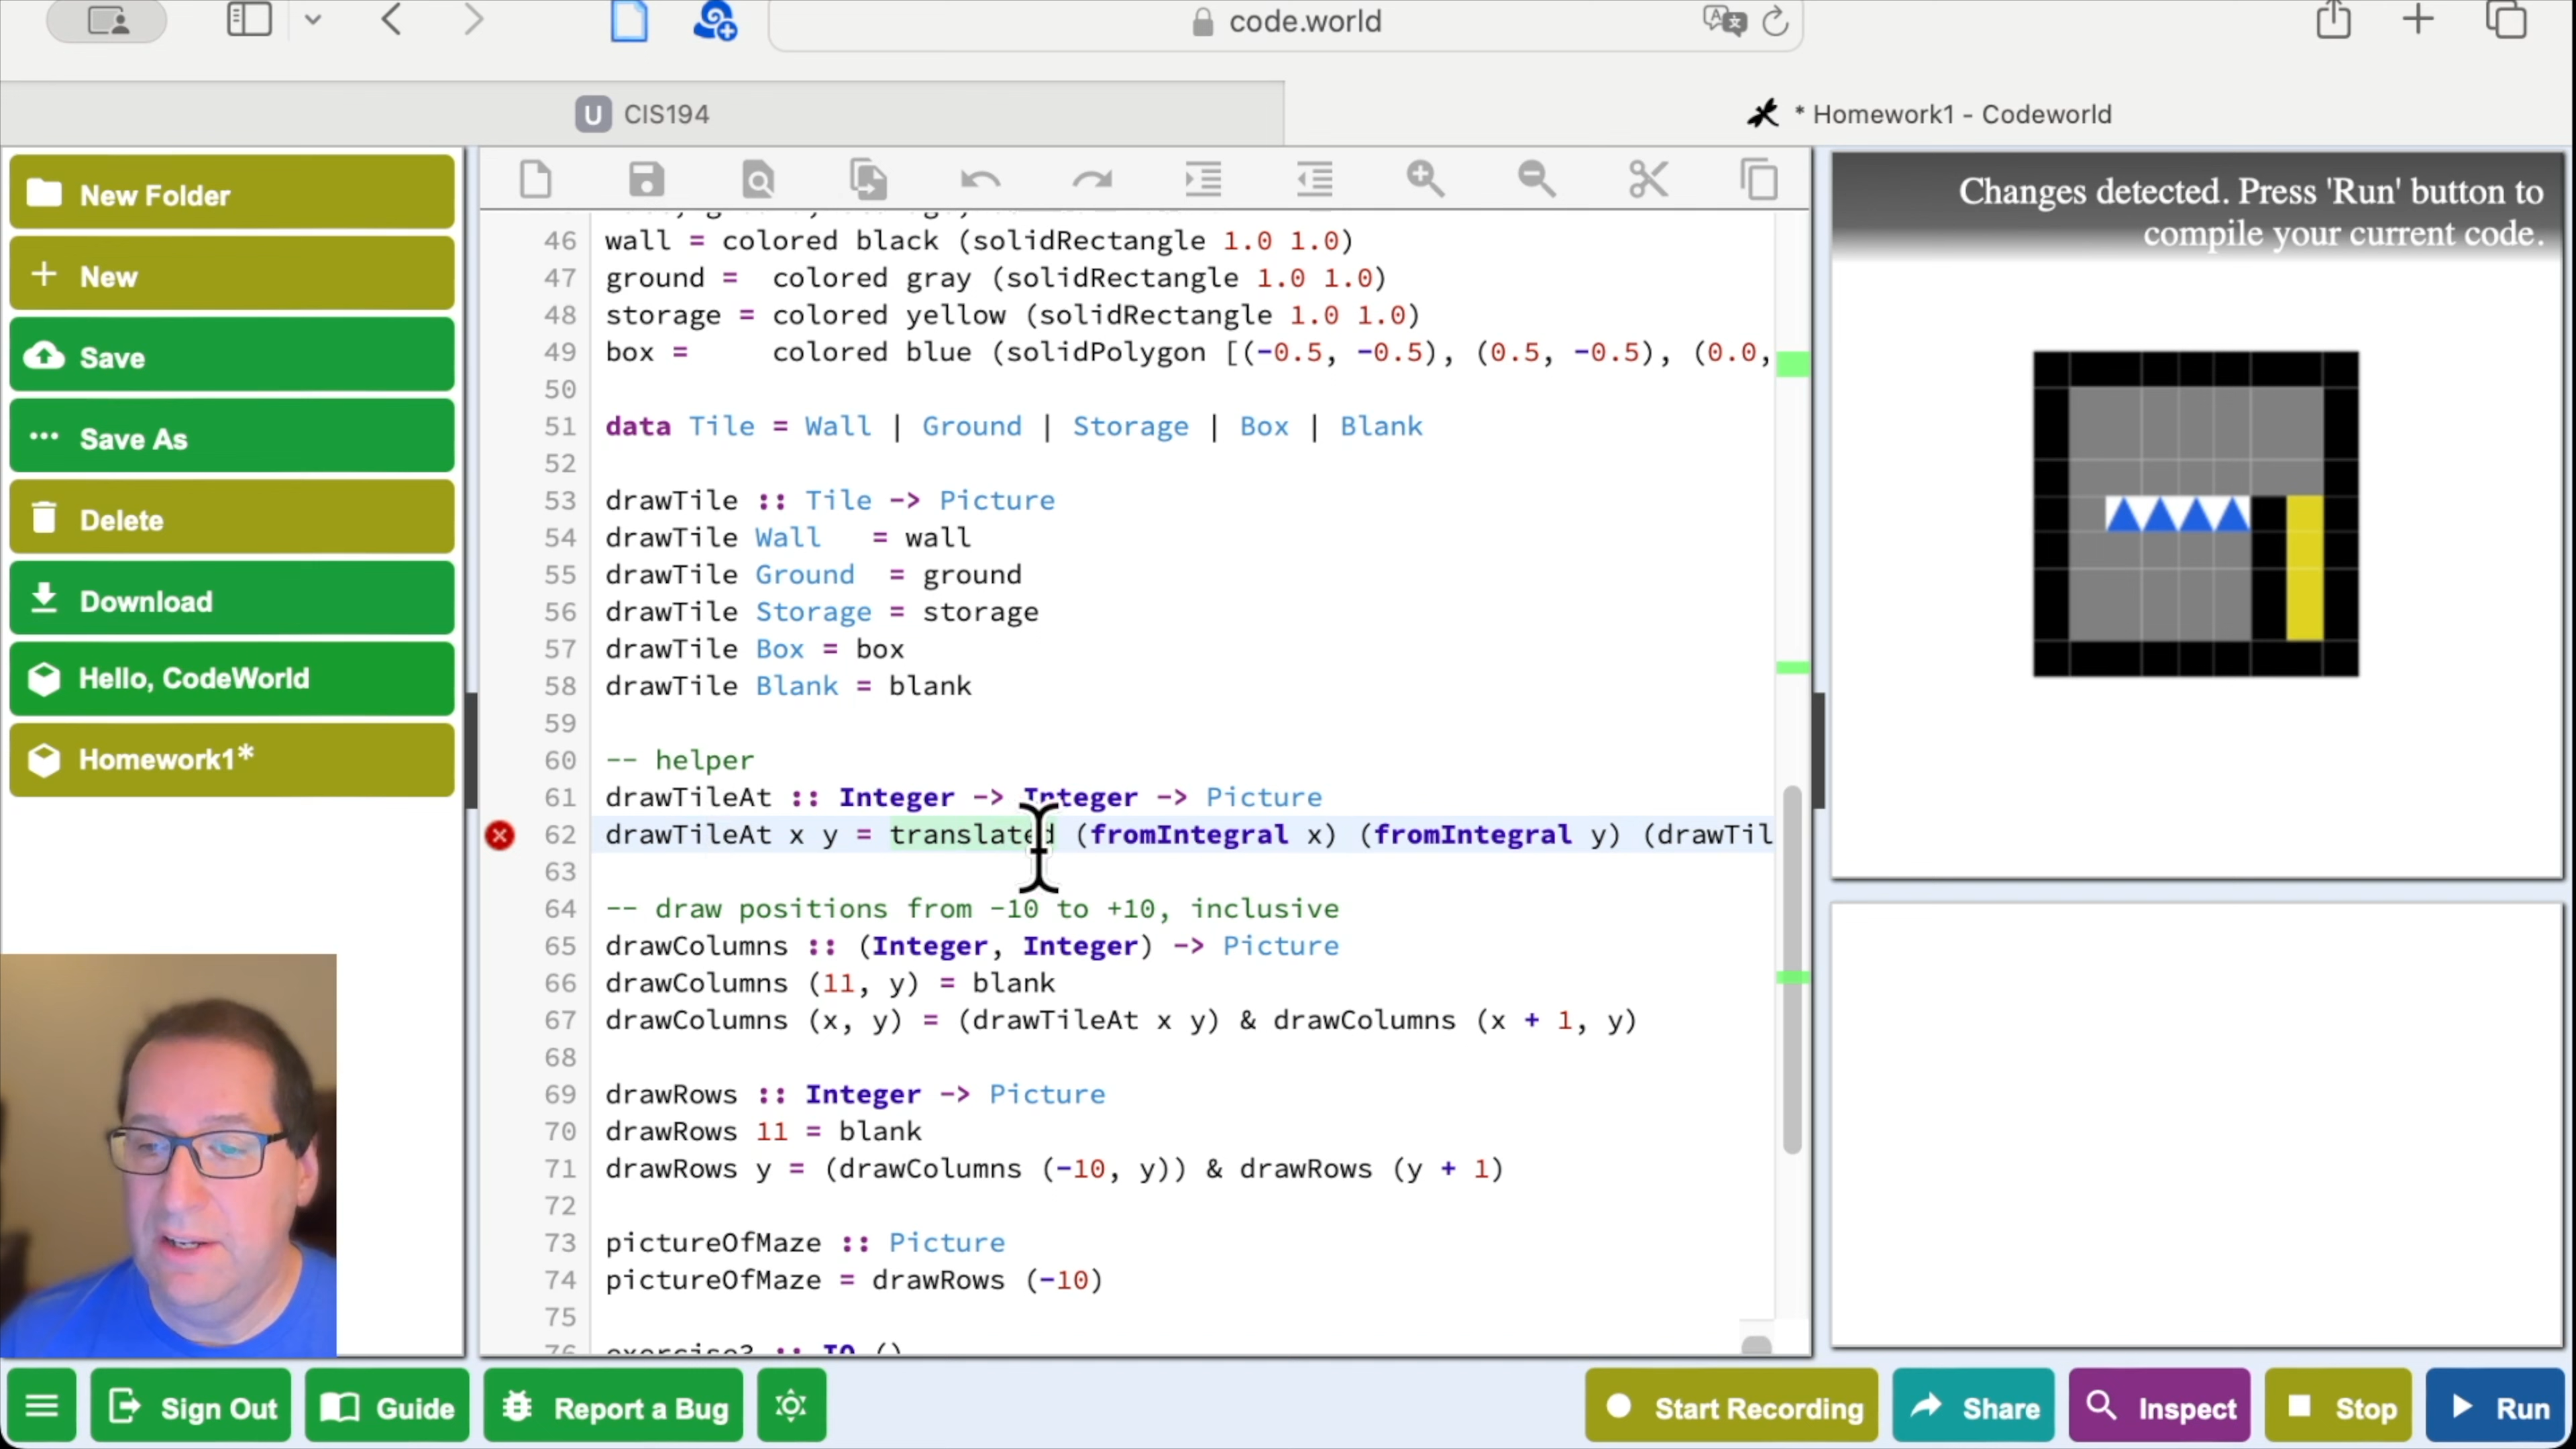 code.world
CIS194
* Homework1 - Codeworld
New Folder
New
Save
Save As
Delete
Download
Hello, CodeWorld
Homework1*
46 wall = colored black (solidRectangle 1.0 1.0)
47 ground =  colored gray (solidRectangle 1.0 1.0)
48 storage = colored yellow (solidRectangle 1.0 1.0)
49 box =     colored blue (solidPolygon [(-0.5, -0.5), (0.5, -0.5), (0.0,
50
51 data Tile = Wall | Ground | Storage | Box | Blank
52
53 drawTile :: Tile -> Picture
54 drawTile Wall   = wall
55 drawTile Ground  = ground
56 drawTile Storage = storage
57 drawTile Box = box
58 drawTile Blank = blank
59
60 -- helper
61 drawTileAt :: Integer -> Integer -> Picture
62 drawTileAt x y = translated (fromIntegral x) (fromIntegral y) (drawTil
63
64 -- draw positions from -10 to +10, inclusive
65 drawColumns :: (Integer, Integer) -> Picture
66 drawColumns (11, y) = blank
67 drawColumns (x, y) = (drawTileAt x y) & drawColumns (x + 1, y)
68
69 drawRows :: Integer -> Picture
70 drawRows 11 = blank
71 drawRows y = (drawColumns (-10, y)) & drawRows (y + 1)
72
73 pictureOfMaze :: Picture
74 pictureOfMaze = drawRows (-10)
75
Changes detected. Press 'Run' button to
compile your current code.
Sign Out
Guide
Report a Bug
Start Recording
Share
Inspect
Stop
Run